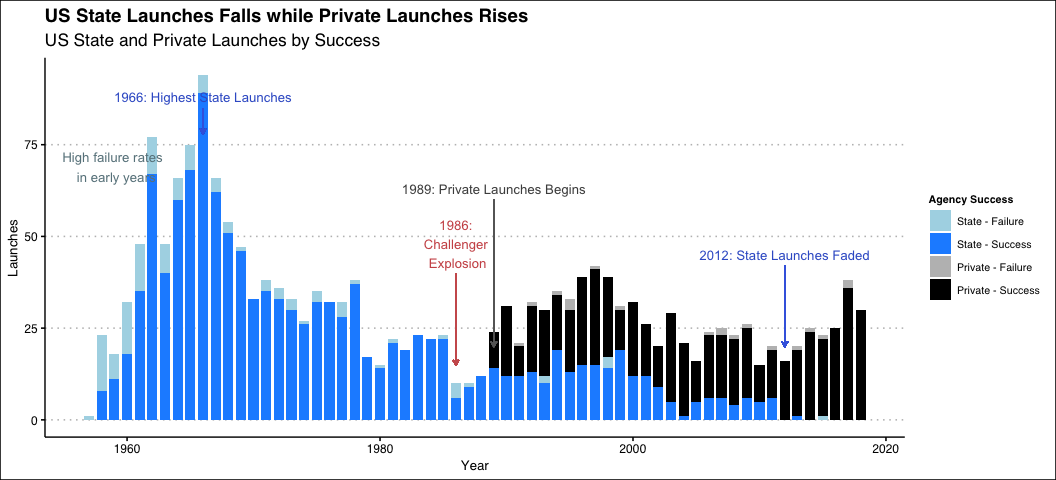 US State Launches Falls while Private Launches Rises
US State and Private Launches by Success
1966: Highest State Launches
High failure rates
in early years
1989: Private Launches Begins
1986:
Challenger
Explosion
2012: State Launches Faded
Launches
75
50
25
0
1960
1980
2000
2020
Year
Agency Success
State - Failure
State - Success
Private - Failure
Private - Success